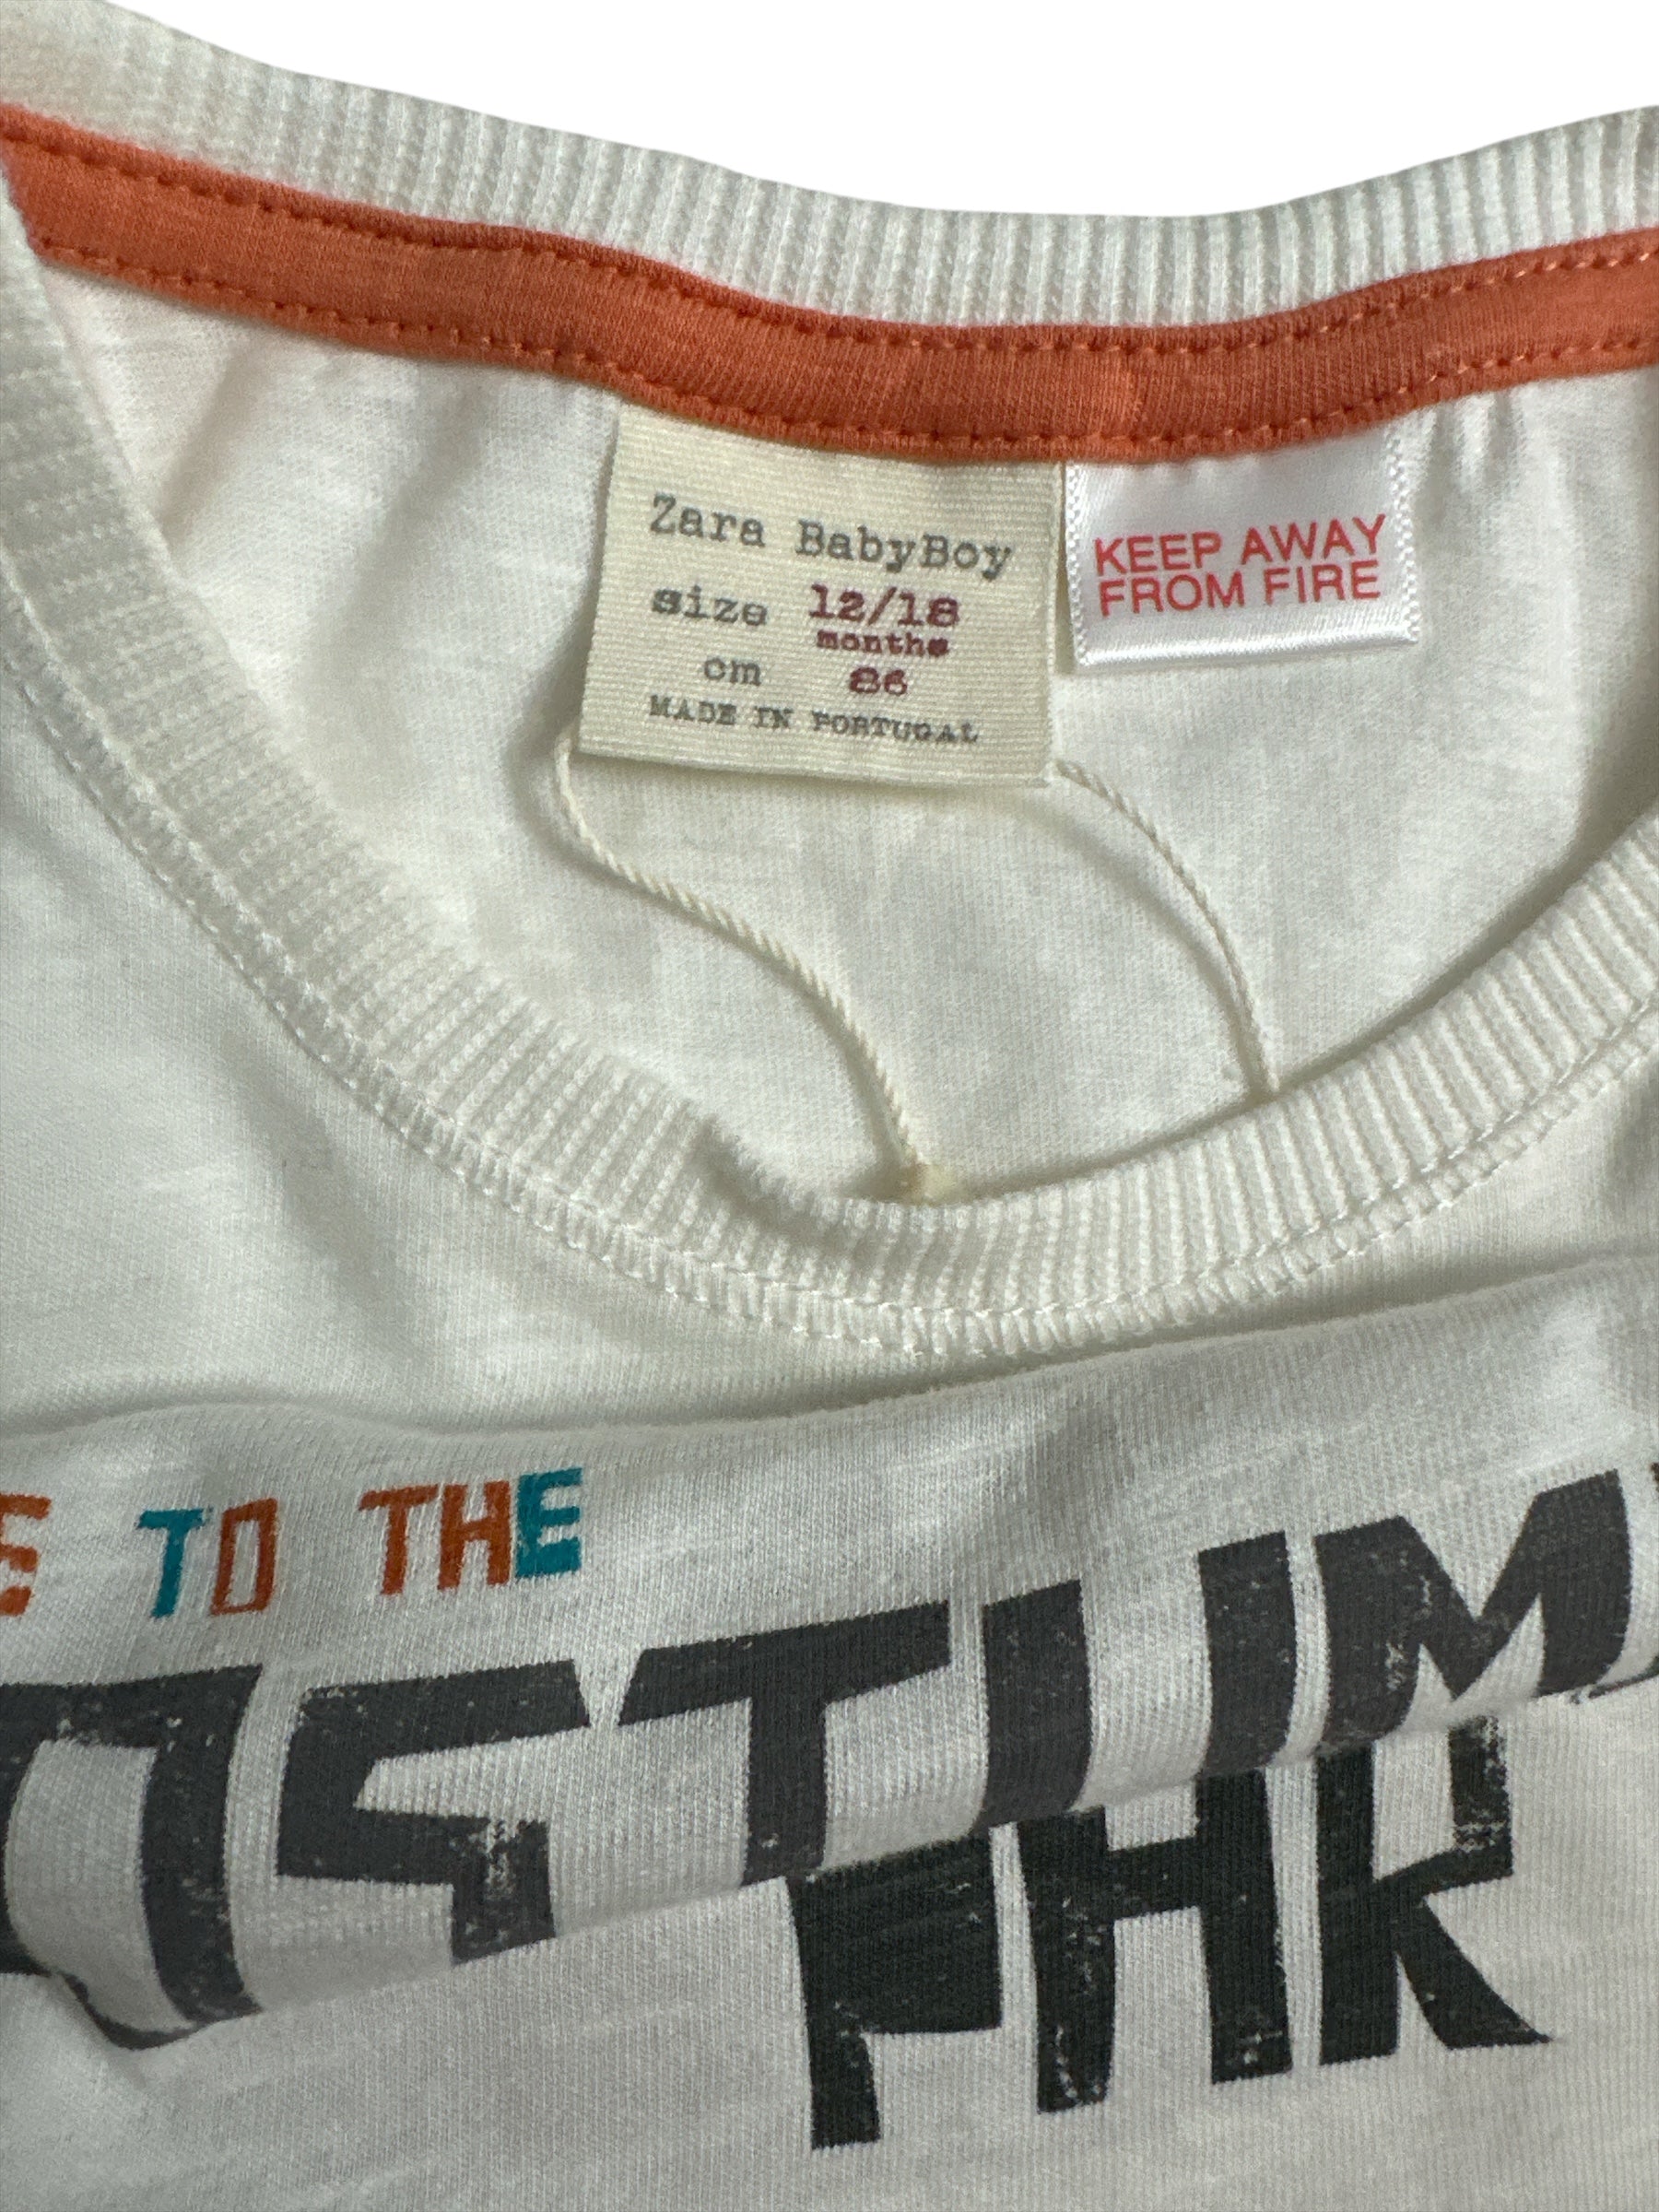 Zara BabyBoy
size 12/18
months
cm 86
MADE IN PORTUGAL
KEEP AWAY
FROM FIRE
TO THE